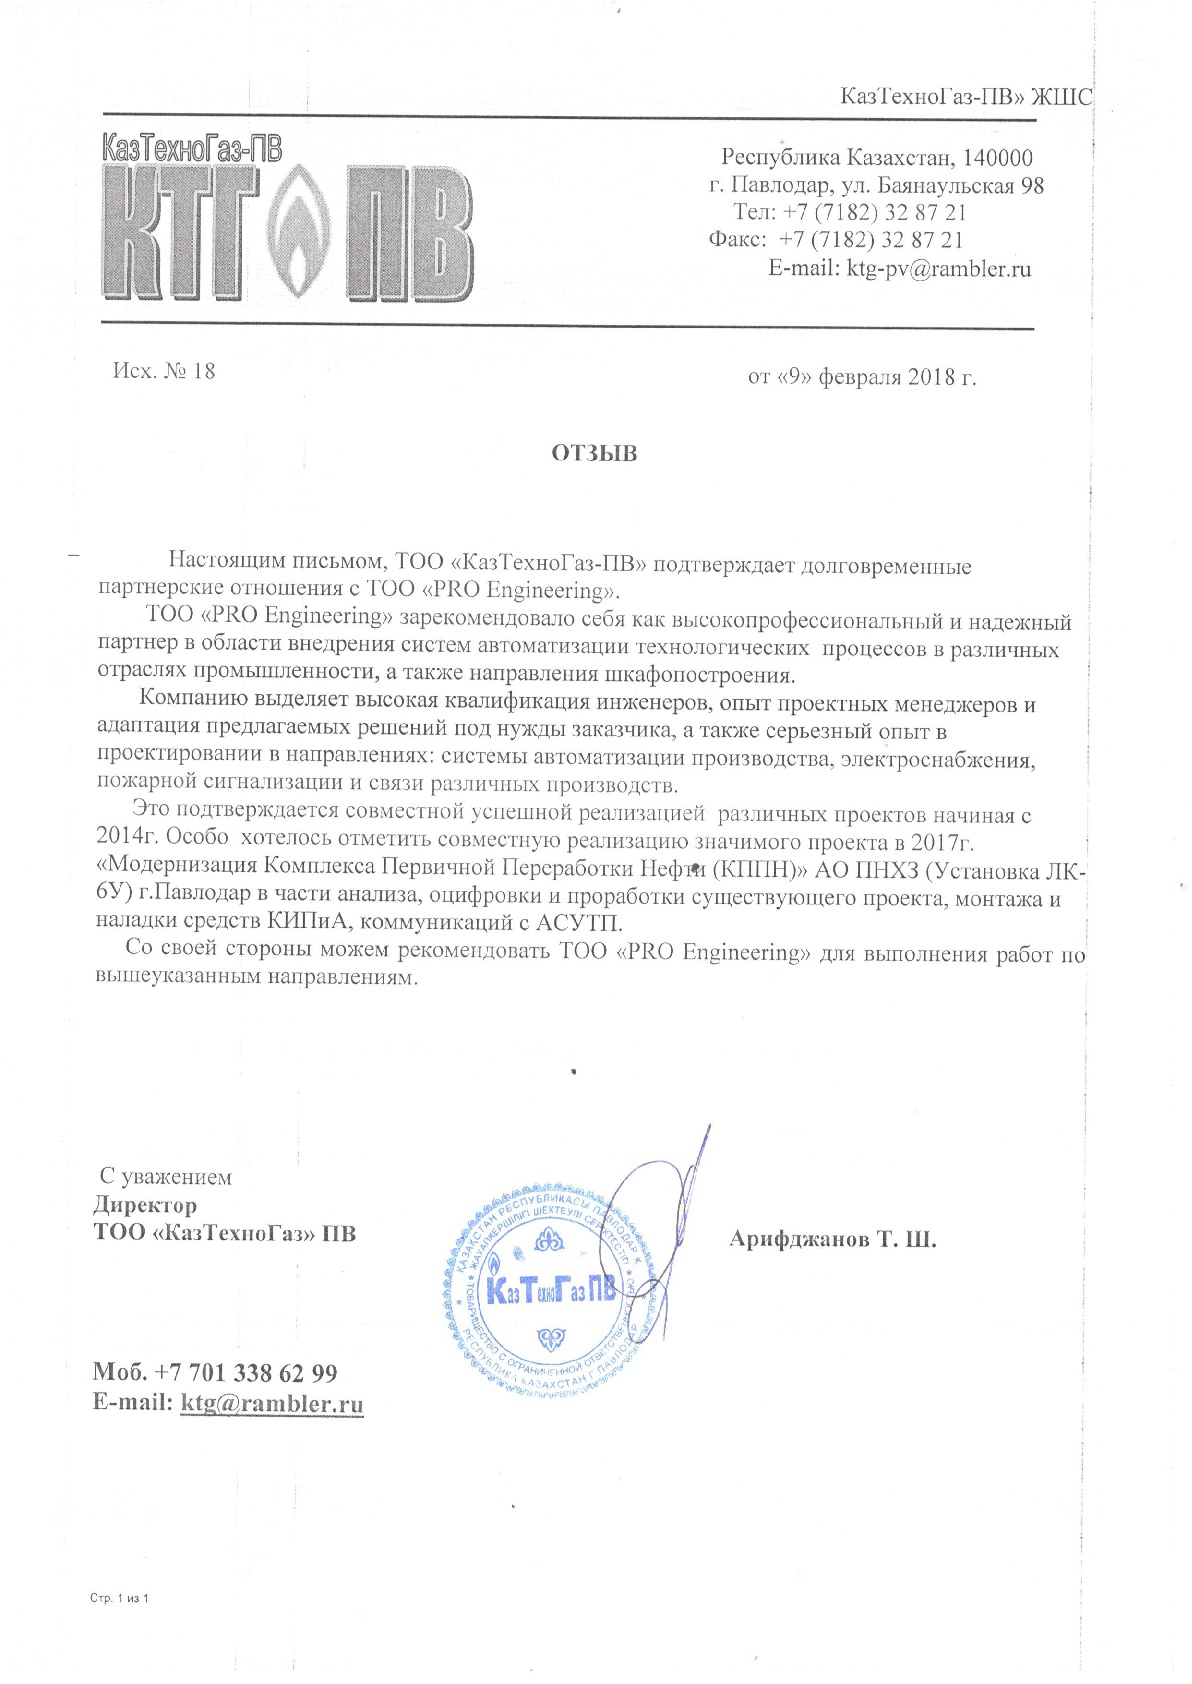 КазТехноГаз-ПВ» ЖШС
КазТехноГаз-ПВ
КТГ ПВ
Республика Казахстан, 140000
г. Павлодар, ул. Баянаульская 98
Тел: +7 (7182) 32 87 21
Факс: +7 (7182) 32 87 21
E-mail: ktg-pv@rambler.ru
Исх. № 18
от «9» февраля 2018 г.
ОТЗЫВ
Настоящим письмом, ТОО «КазТехноГаз-ПВ» подтверждает долговременные
партнерские отношения с ТОО «PRO Engineering».
ТОО «PRO Engineering» зарекомендовало себя как высокопрофессиональный и надежный
партнер в области внедрения систем автоматизации технологических процессов в различных
отраслях промышленности, а также направления шкафопостроения.
Компанию выделяет высокая квалификация инженеров, опыт проектных менеджеров и
адаптация предлагаемых решений под нужды заказчика, а также серьезный опыт в
проектировании в направлениях: системы автоматизации производства, электроснабжения,
пожарной сигнализации и связи различных производств.
Это подтверждается совместной успешной реализацией различных проектов начиная с
2014г. Особо хотелось отметить совместную реализацию значимого проекта в 2017г.
«Модернизация Комплекса Первичной Переработки Нефти (КППН)» АО ПНХЗ (Установка ЛК-
6У) г.Павлодар в части анализа, оцифровки и проработки существующего проекта, монтажа и
наладки средств КИПиА, коммуникаций с АСУТП.
Со своей стороны можем рекомендовать ТОО «PRO Engineering» для выполнения работ по
вышеуказанным направлениям.
С уважением
Директор
ТОО «КазТехноГаз» ПВ
Арифджанов Т. Ш.
ҚАЗАҚСТАН РЕСПУБЛИКАСЫ ПАВЛОДАР Қ
ЖАУАПКЕРШІЛІГІ ШЕКТЕУЛІ СЕРІКТЕСТІГІ
КазТехноГаз ПВ
ТОВАРИЩЕСТВО С ОГРАНИЧЕННОЙ ОТВЕТСТВЕННОСТЬЮ
РЕСПУБЛИКА КАЗАХСТАН Г. ПАВЛОДАР
Моб. +7 701 338 62 99
E-mail: ktg@rambler.ru
Стр. 1 из 1